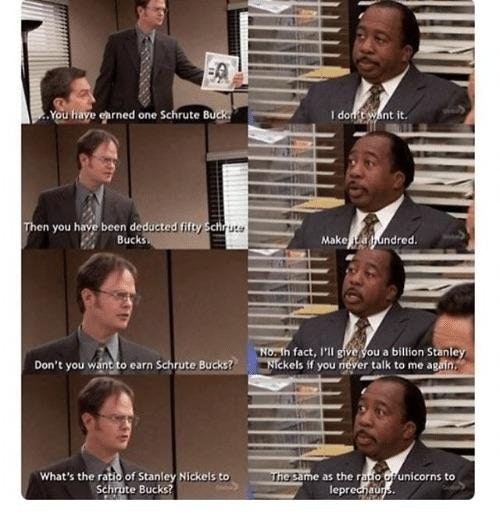 ...You have earned one Schrute Buck.
I don't want it.
Then you have been deducted fifty Schrute
Bucks.
Make it a hundred.
Don't you want to earn Schrute Bucks?
No. In fact, I'll give you a billion Stanley
Nickels if you never talk to me again.
What's the ratio of Stanley Nickels to
Schrute Bucks?
The same as the ratio of unicorns to
leprechauns.